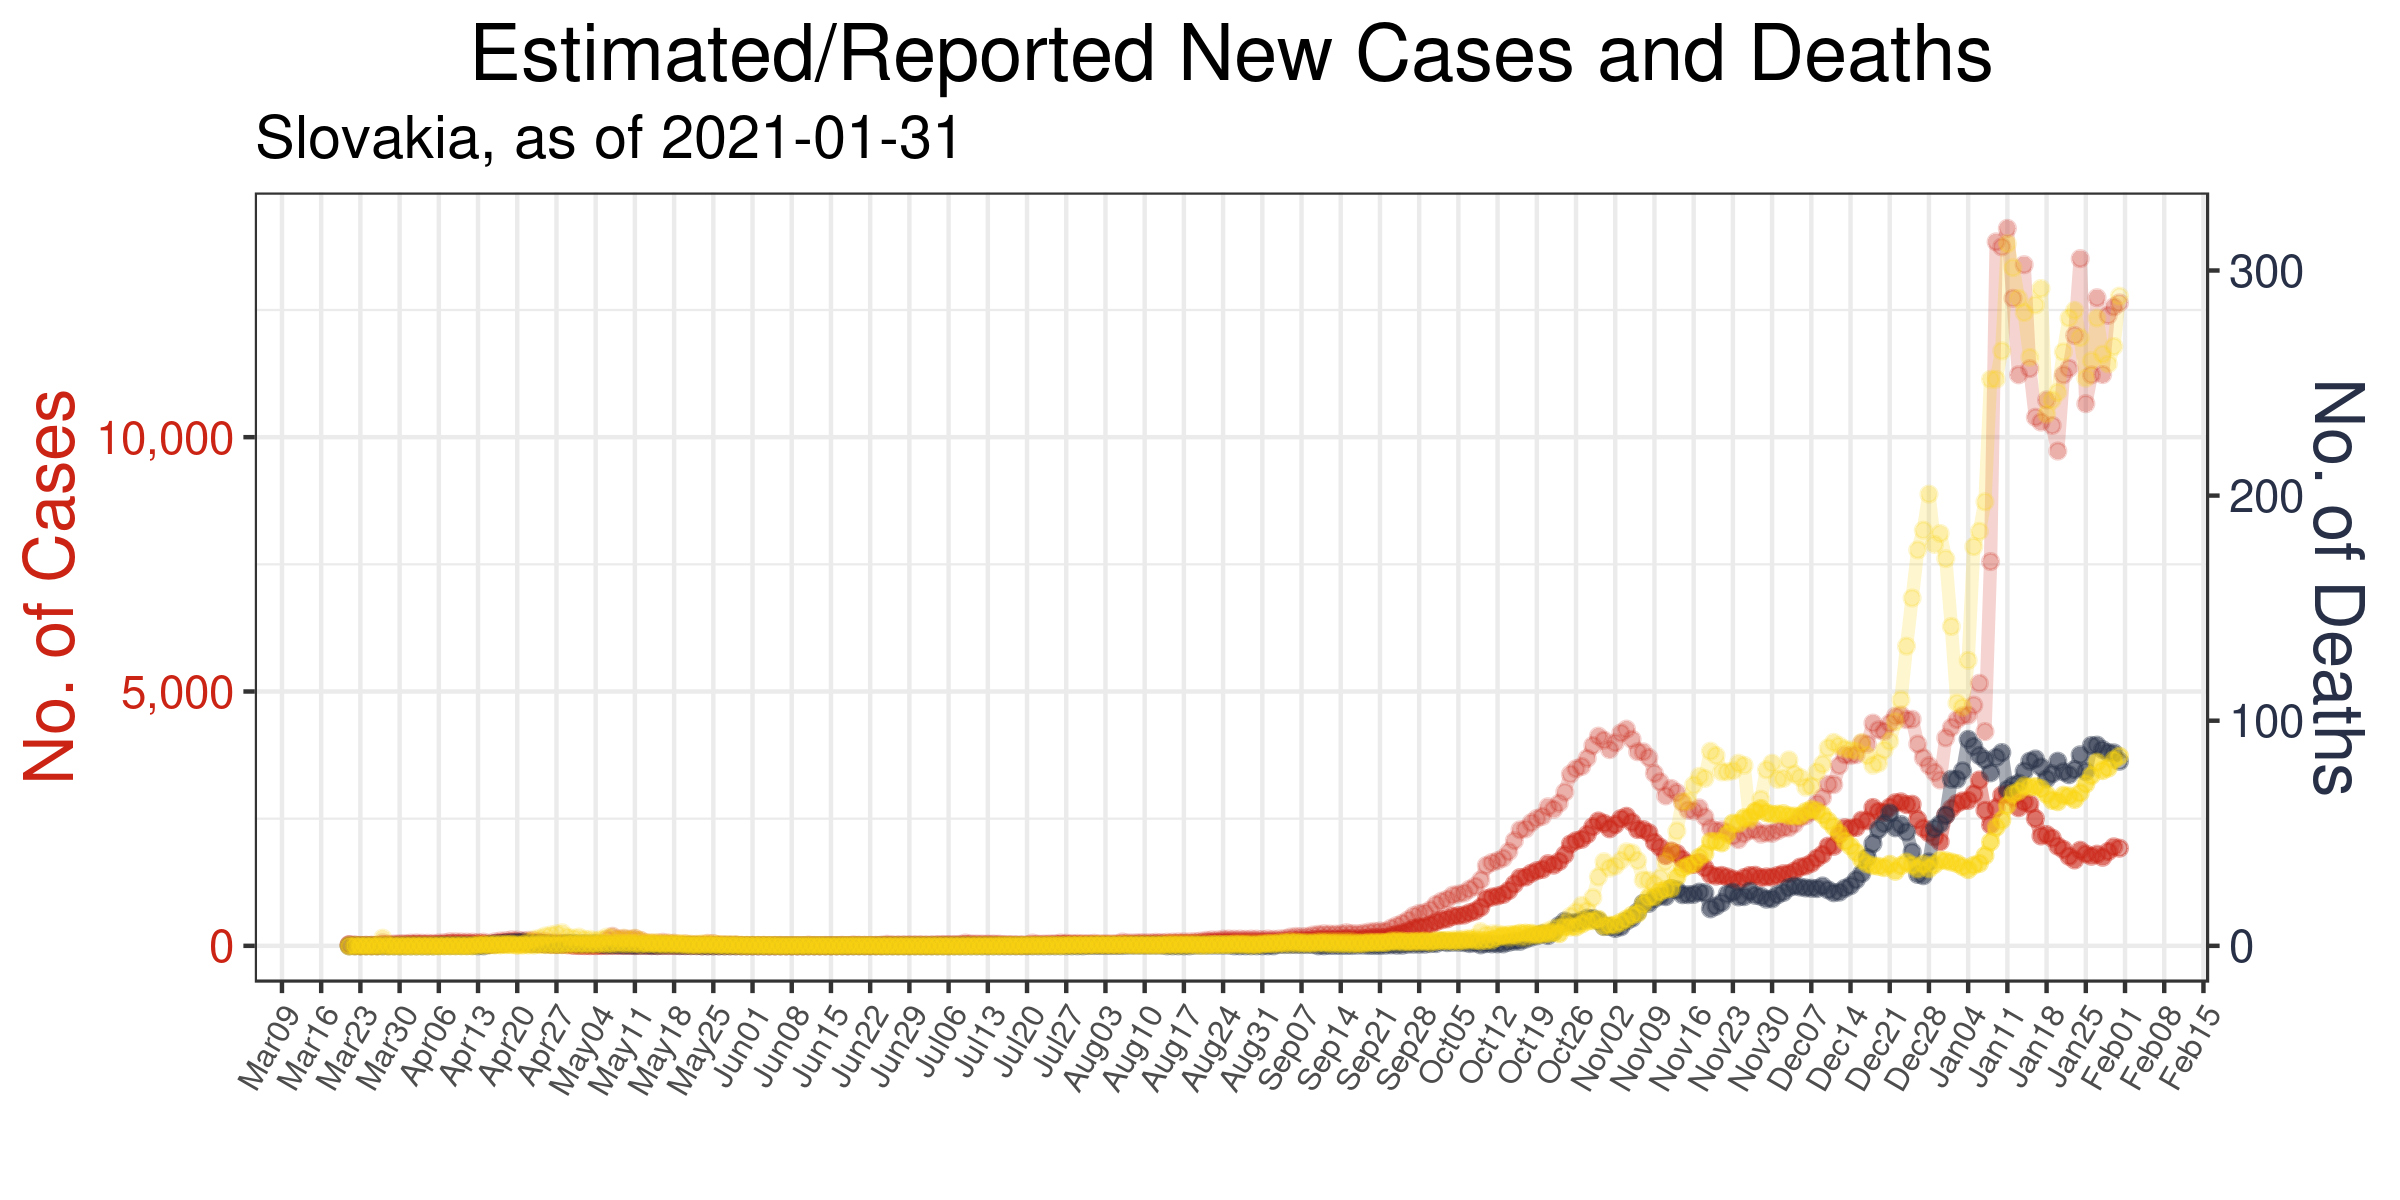 Estimated/Reported New Cases and Deaths
Slovakia, as of 2021-01-31
No. of Cases
10,000
5,000
0
300
200
100
0
No. of Deaths
Mar09 Mar16 Mar23 Mar30 Apr06 Apr13 Apr20 Apr27 May04 May11 May18 May25 Jun01 Jun08 Jun15 Jun22 Jun29 Jul06 Jul13 Jul20 Jul27 Aug03 Aug10 Aug17 Aug24 Aug31 Sep07 Sep14 Sep21 Sep28 Oct05 Oct12 Oct19 Oct26 Nov02 Nov09 Nov16 Nov23 Nov30 Dec07 Dec14 Dec21 Dec28 Jan04 Jan11 Jan18 Jan25 Feb01 Feb08 Feb15